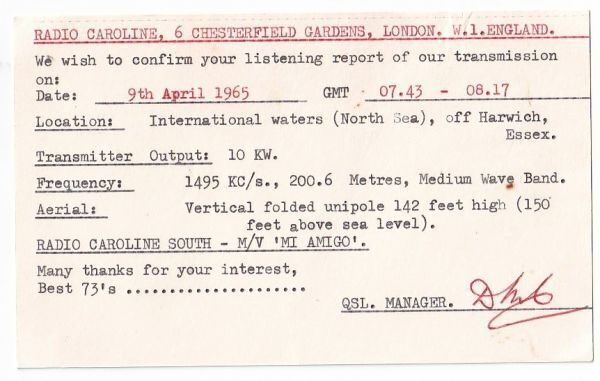 RADIO CAROLINE, 6 CHESTERFIELD GARDENS, LONDON. W.1.ENGLAND.
We wish to confirm your listening report of our transmission
on:
Date: 9th April 1965 GMT 07.43 - 08.17
Location: International waters (North Sea), off Harwich,
Essex.
Transmitter Output: 10 KW.
Frequency: 1495 KC/s., 200.6 Metres, Medium Wave Band.
Aerial: Vertical folded unipole 142 feet high (150
feet above sea level).
RADIO CAROLINE SOUTH - M/V 'MI AMIGO'.
Many thanks for your interest,
Best 73's .....................
QSL. MANAGER.